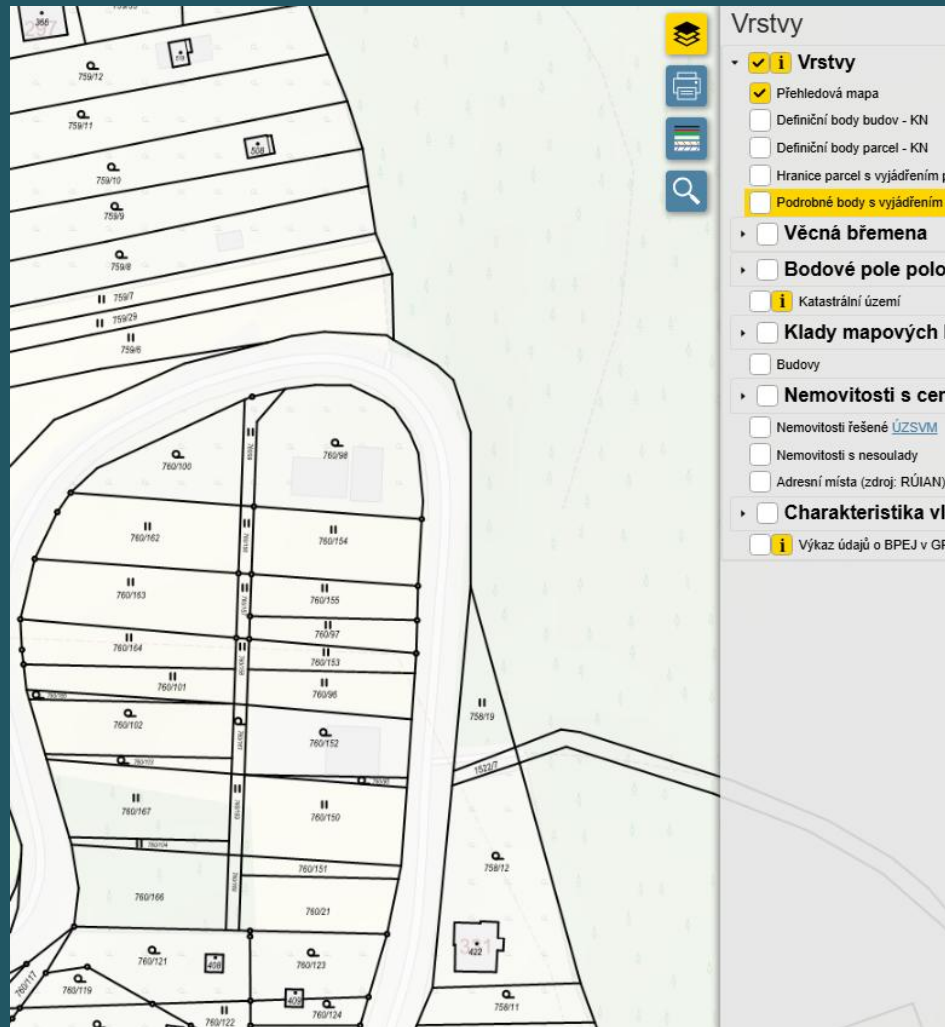 297
366
759/12
519
759/11
508
759/10
759/9
759/8
759/7
759/29
759/6
760/100
760/98
760/162
760/154
760/163
760/155
760/97
760/164
760/153
760/101
760/96
760/102
760/152
758/19
1522/7
760/167
760/150
760/151
758/12
760/166
760/21
422
760/121
408
760/123
760/117
760/119
409
760/122
760/124
758/11
Vrstvy
Vrstvy
Přehledová mapa
Definiční body budov - KN
Definiční body parcel - KN
Hranice parcel s vyjádřením p
Podrobné body s vyjádřením
Věcná břemena
Bodové pole polo
Katastrální území
Klady mapových
Budovy
Nemovitosti s cen
Nemovitosti řešené ÚZSVM
Nemovitosti s nesoulady
Adresní místa (zdroj: RÚIAN)
Charakteristika vl
Výkaz údajů o BPEJ v GP